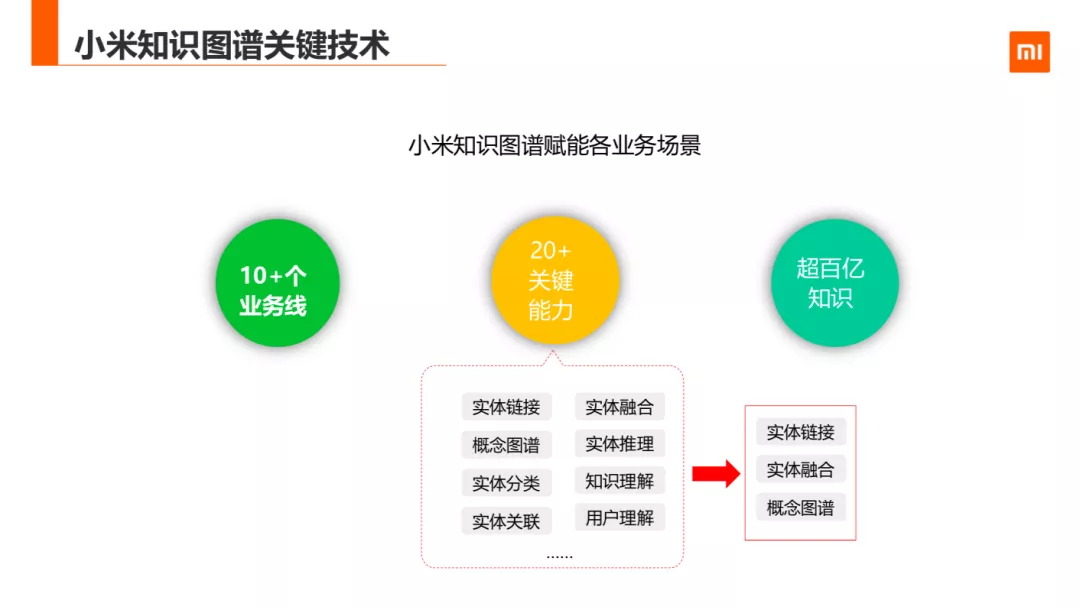 小米知识图谱关键技术
MI
小米知识图谱赋能各业务场景
10+个
业务线
20+
关键
能力
超百亿
知识
实体链接
实体融合
概念图谱
实体推理
实体分类
知识理解
实体关联
用户理解
......
实体链接
实体融合
概念图谱